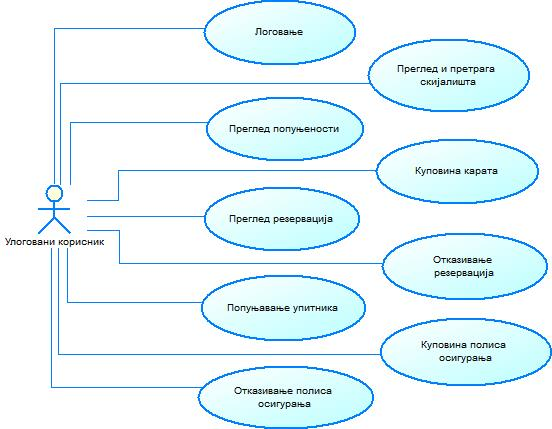 Логовање
Преглед и претрага
скијалишта
Преглед попуњености
Куповина карата
Преглед резервација
Улоговани корисник
Отказивање
резервација
Попуњавање упитника
Куповина полиса
осигурања
Отказивање полиса
осигурања